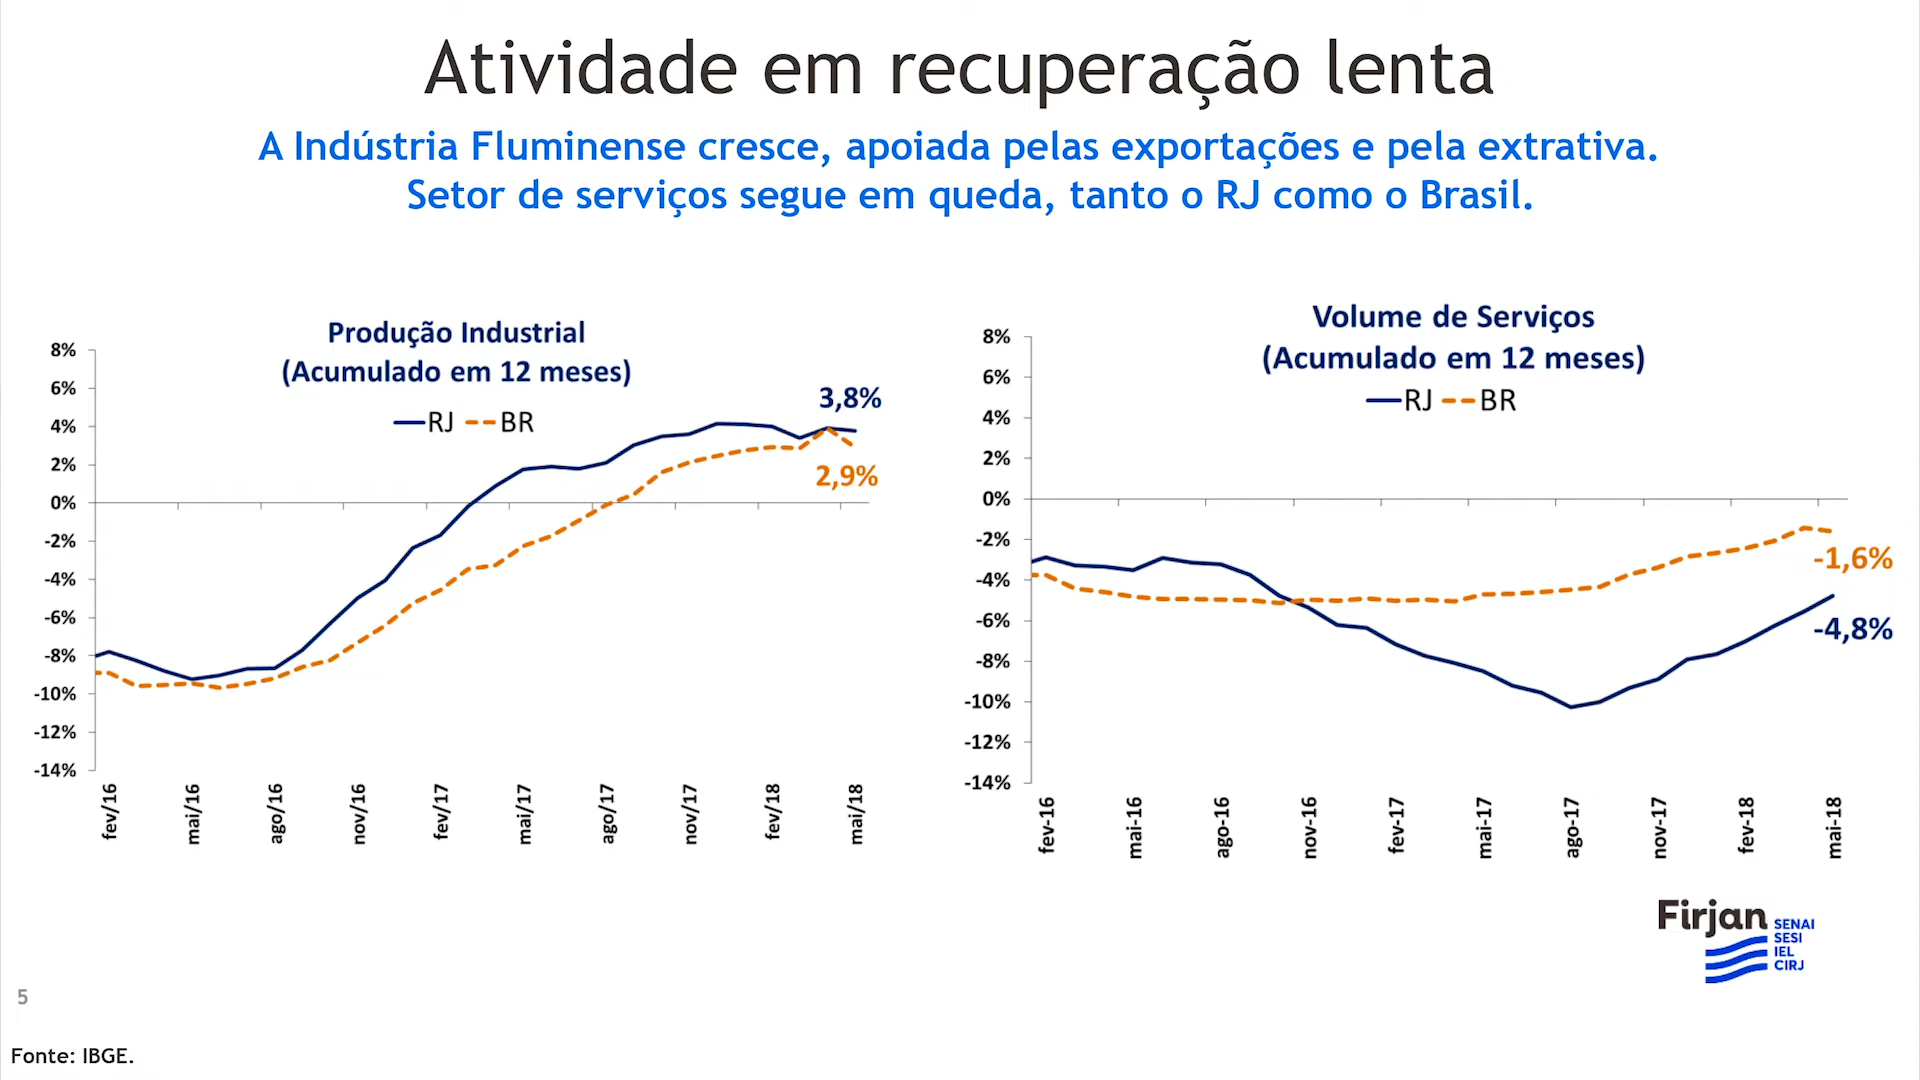 Atividade em recuperação lenta
A Indústria Fluminense cresce, apoiada pelas exportações e pela extrativa.
Setor de serviços segue em queda, tanto o RJ como o Brasil.
Produção Industrial
(Acumulado em 12 meses)
RJ BR
8%
6%
4%
2%
0%
-2%
-4%
-6%
-8%
-10%
-12%
-14%
3,8%
2,9%
fev/16 mai/16 ago/16 nov/16 fev/17 mai/17 ago/17 nov/17 fev/18 mai/18
Volume de Serviços
(Acumulado em 12 meses)
RJ BR
8%
6%
4%
2%
0%
-2%
-4%
-6%
-8%
-10%
-12%
-14%
-1,6%
-4,8%
fev-16 mai-16 ago-16 nov-16 fev-17 mai-17 ago-17 nov-17 fev-18 mai-18
Firjan
SENAI
SESI
IEL
CIRJ
5
Fonte: IBGE.